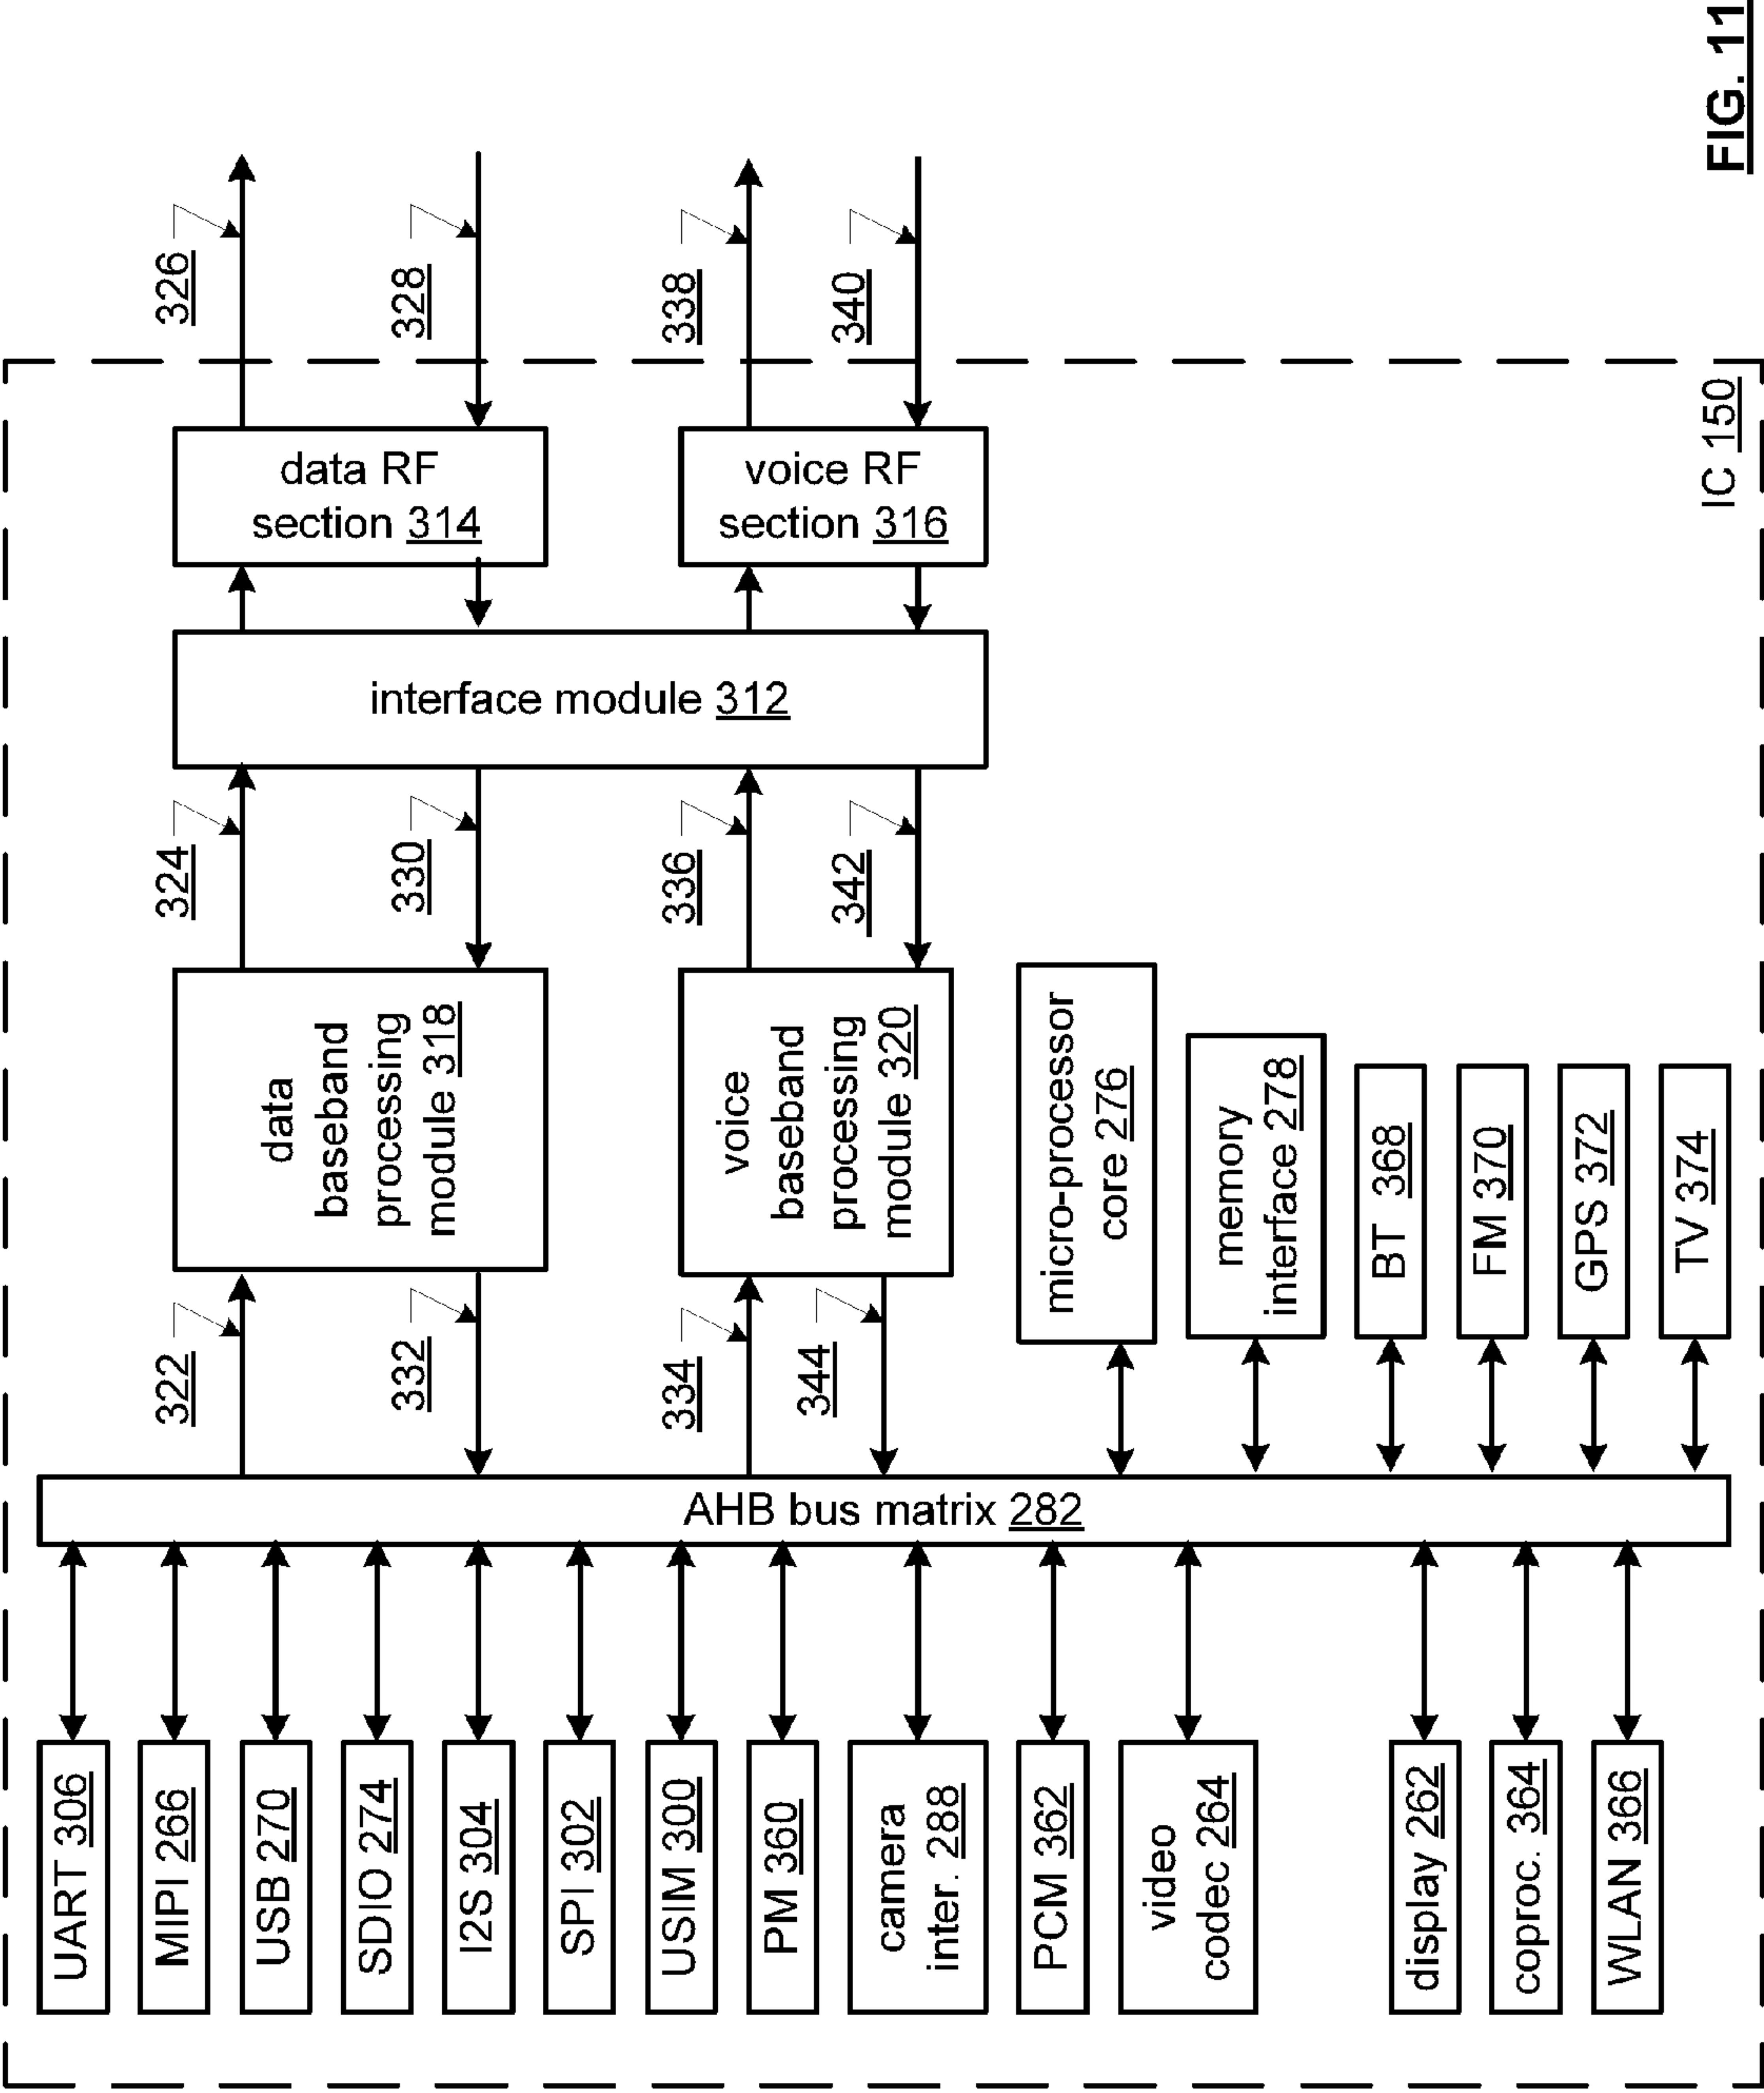 UART 306
MIPI 266
USB 270
SDIO 274
I2S 304
SPI 302
USIM 300
PM 360
camera
inter. 288
PCM 362
video
codec 264
display 262
coproc. 364
WLAN 366
AHB bus matrix 282
322
332
334
344
data
baseband
processing
module 318
voice
baseband
processing
module 320
micro-processor
core 276
memory
interface 278
BT 368
FM 370
GPS 372
TV 374
324
330
336
342
interface module 312
data RF
section 314
voice RF
section 316
326
328
338
340
IC 150
FIG. 11